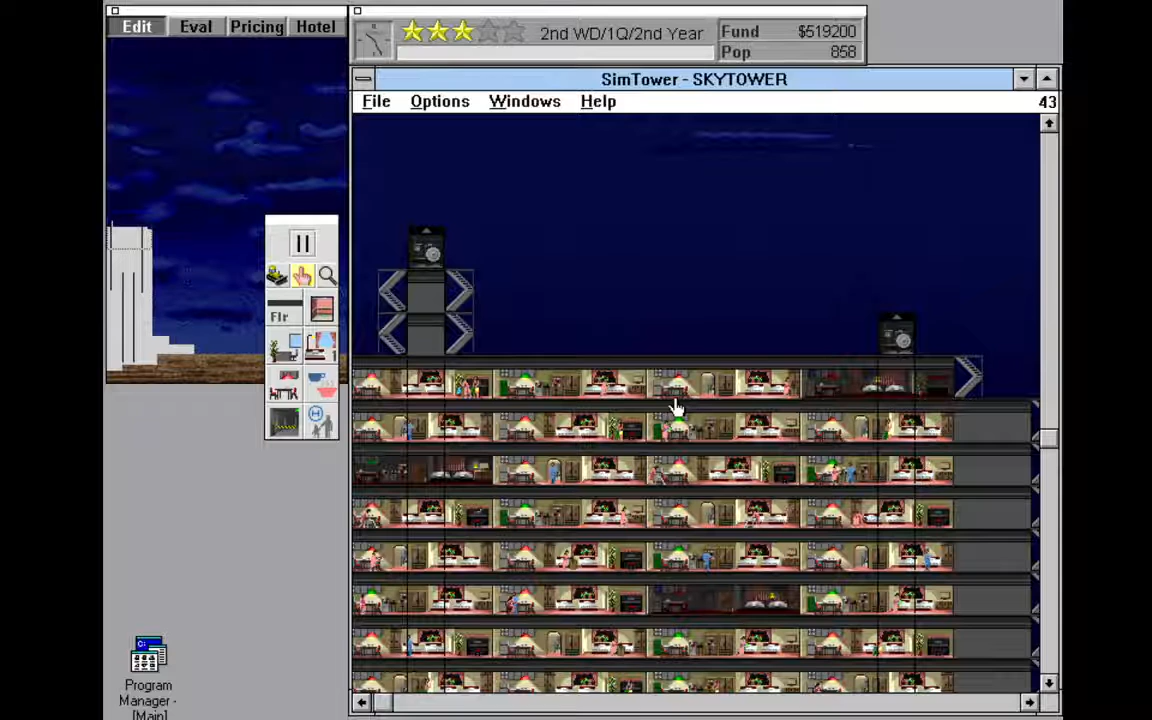 Edit Eval Pricing Hotel
2nd WD/1Q/2nd Year
Fund $519200
Pop 858
SimTower - SKYTOWER
File Options Windows Help 43
Flr
1
H
C:\
Program
Manager -
[Main]